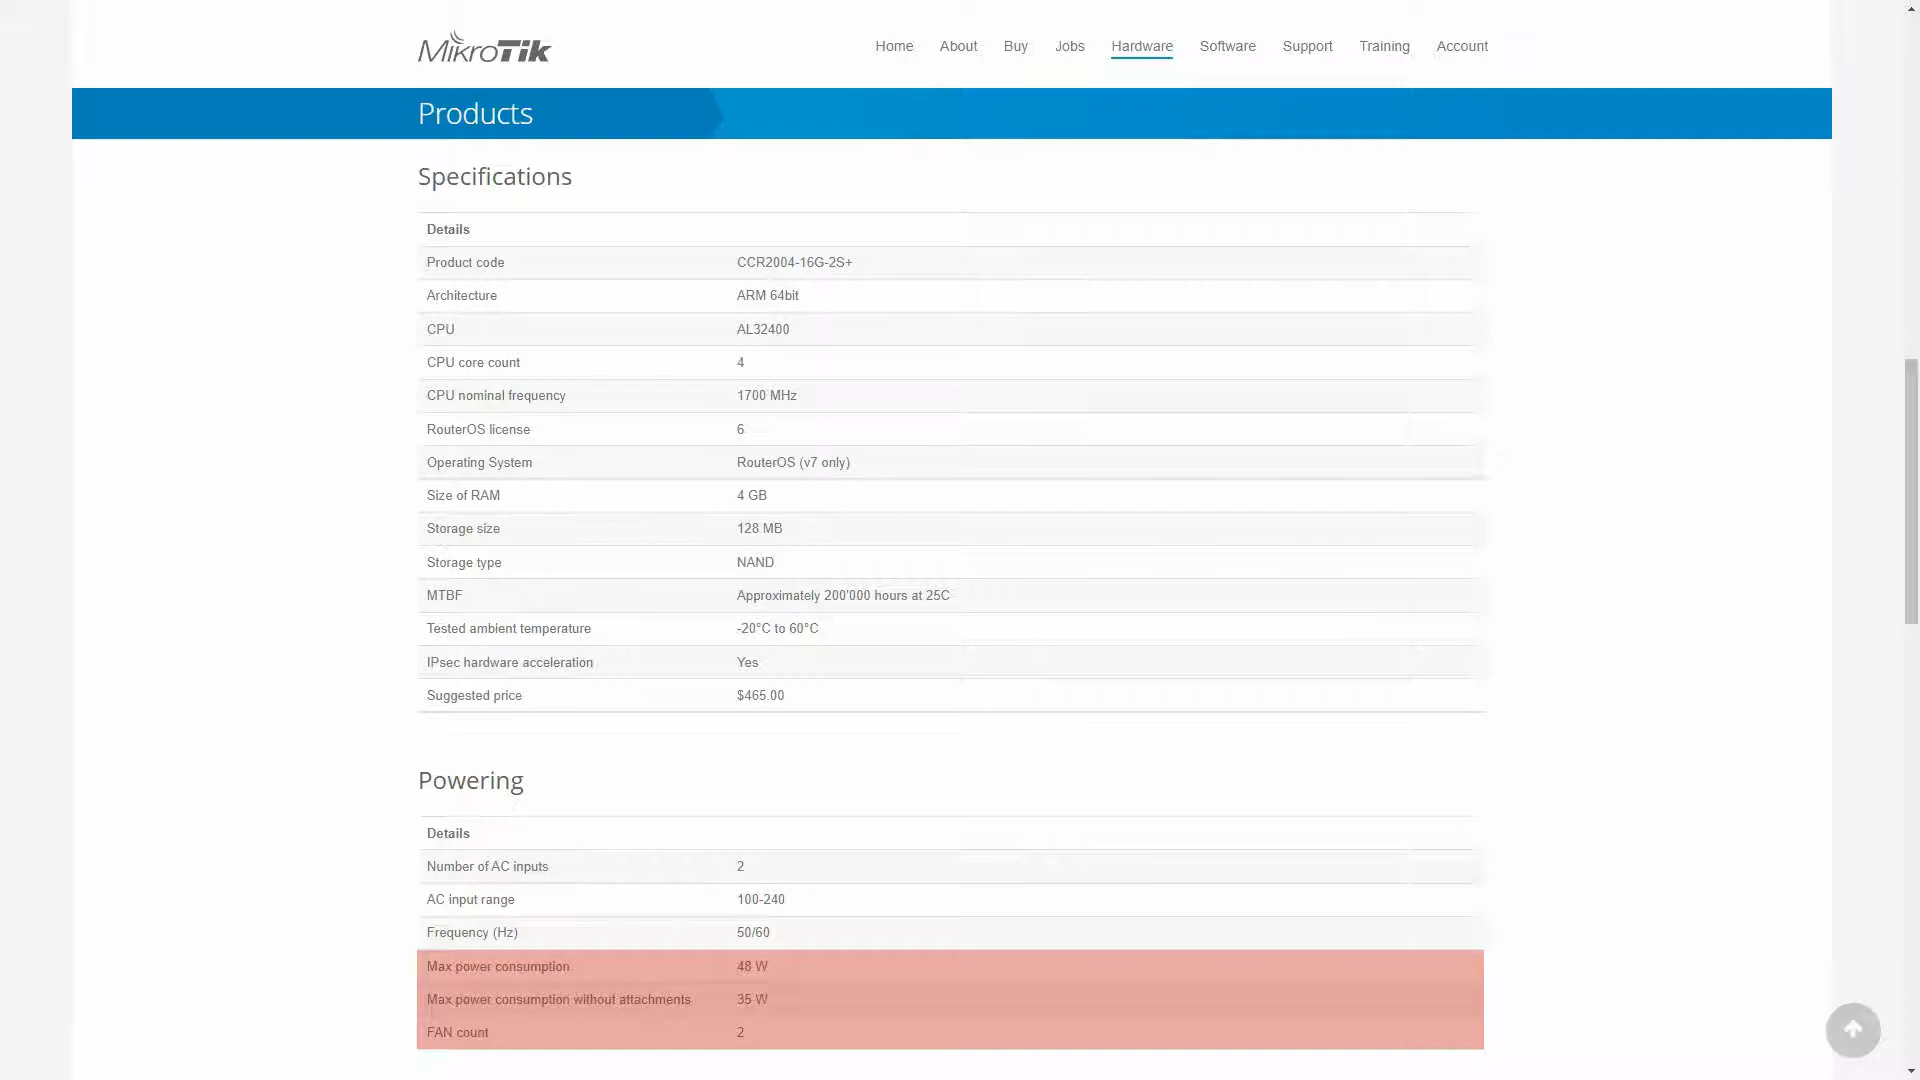 MikroTik
Home About Buy Jobs Hardware Software Support Training Account
Products
Specifications
Details
Product code CCR2004-16G-2S+
Architecture ARM 64bit
CPU AL32400
CPU core count 4
CPU nominal frequency 1700 MHz
RouterOS license 6
Operating System RouterOS (v7 only)
Size of RAM 4 GB
Storage size 128 MB
Storage type NAND
MTBF Approximately 200'000 hours at 25C
Tested ambient temperature -20°C to 60°C
IPsec hardware acceleration Yes
Suggested price $465.00
Powering
Details
Number of AC inputs 2
AC input range 100-240
Frequency (Hz) 50/60
Max power consumption 48 W
Max power consumption without attachments 35 W
FAN count 2